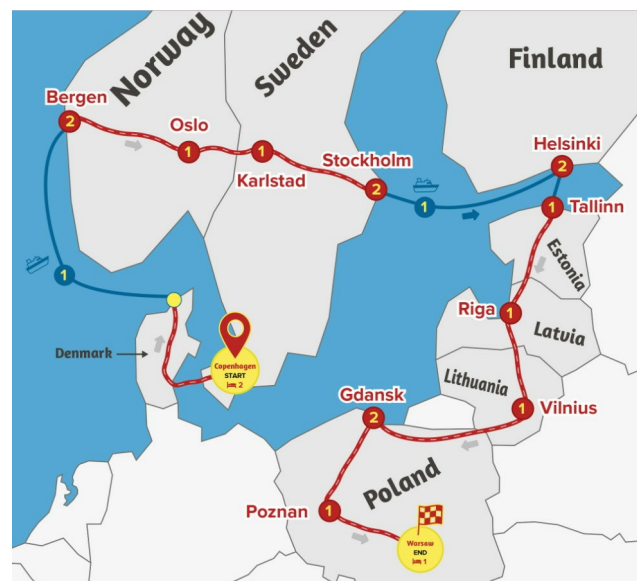 Norway
Sweden
Finland
Bergen
2
Oslo
1
1
Karlstad
Stockholm
2
1
Helsinki
2
1
Tallinn
Estonia
1
Riga
1
Latvia
Denmark
Copenhagen
START
2
Lithuania
1
Vilnius
Gdansk
2
Poland
Poznan
1
Warsaw
END
1